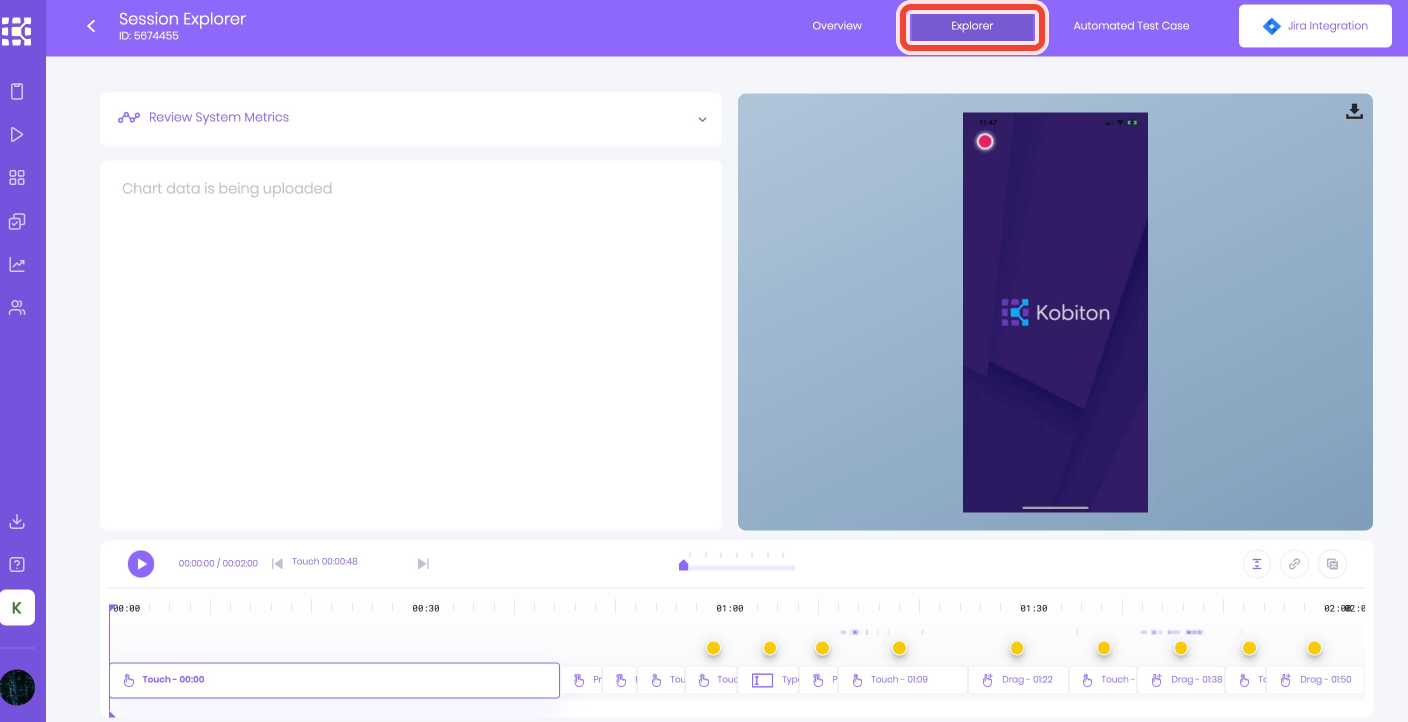 Session Explorer
ID: 5674455
Overview
Explorer
Automated Test Case
Jira Integration
Review System Metrics
Chart data is being uploaded
11:47
Kobiton
00:00:00 / 00:02:00
Touch 00:00:48
00:00
00:30
01:00
01:30
02:00
Touch - 00:00
Pr
Tou
Touc
Typ
P
Touch - 01:09
Drag - 01:22
Touch -
Drag - 01:38
Drag - 01:50
K